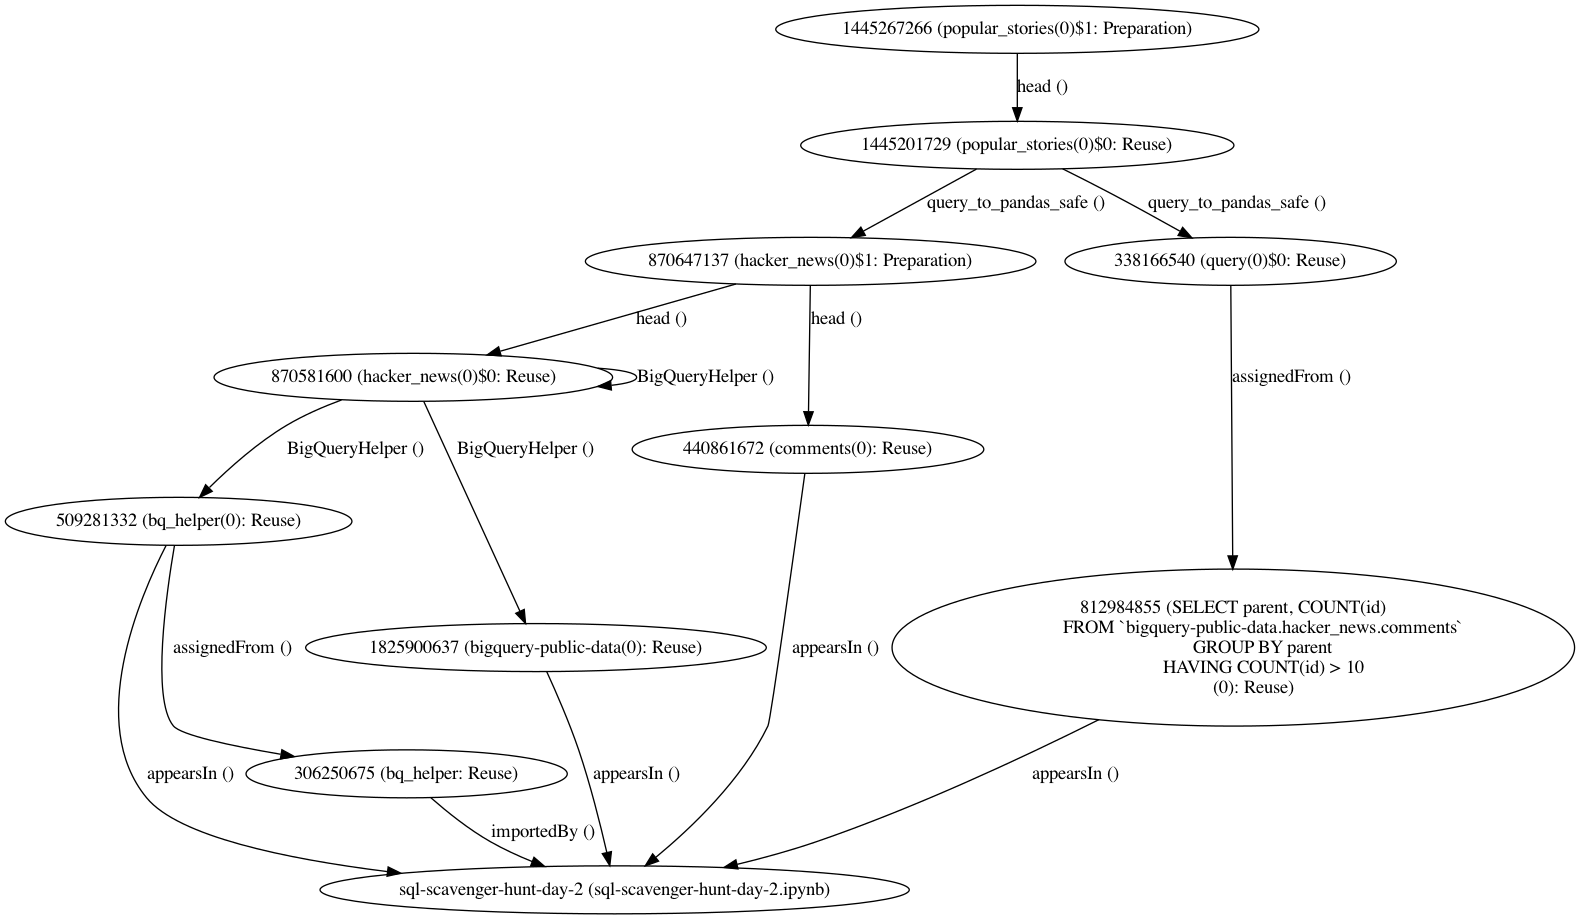 1445267266 (popular_stories(0)$1: Preparation)
head ()
1445201729 (popular_stories(0)$0: Reuse)
query_to_pandas_safe ()
query_to_pandas_safe ()
870647137 (hacker_news(0)$1: Preparation)
338166540 (query(0)$0: Reuse)
head ()
head ()
870581600 (hacker_news(0)$0: Reuse)
BigQueryHelper ()
assignedFrom ()
BigQueryHelper ()
BigQueryHelper ()
440861672 (comments(0): Reuse)
509281332 (bq_helper(0): Reuse)
812984855 (SELECT parent, COUNT(id)
FROM `bigquery-public-data.hacker_news.comments`
GROUP BY parent
HAVING COUNT(id) > 10
(0): Reuse)
assignedFrom ()
1825900637 (bigquery-public-data(0): Reuse)
appearsIn ()
appearsIn ()
306250675 (bq_helper: Reuse)
appearsIn ()
appearsIn ()
importedBy ()
sql-scavenger-hunt-day-2 (sql-scavenger-hunt-day-2.ipynb)